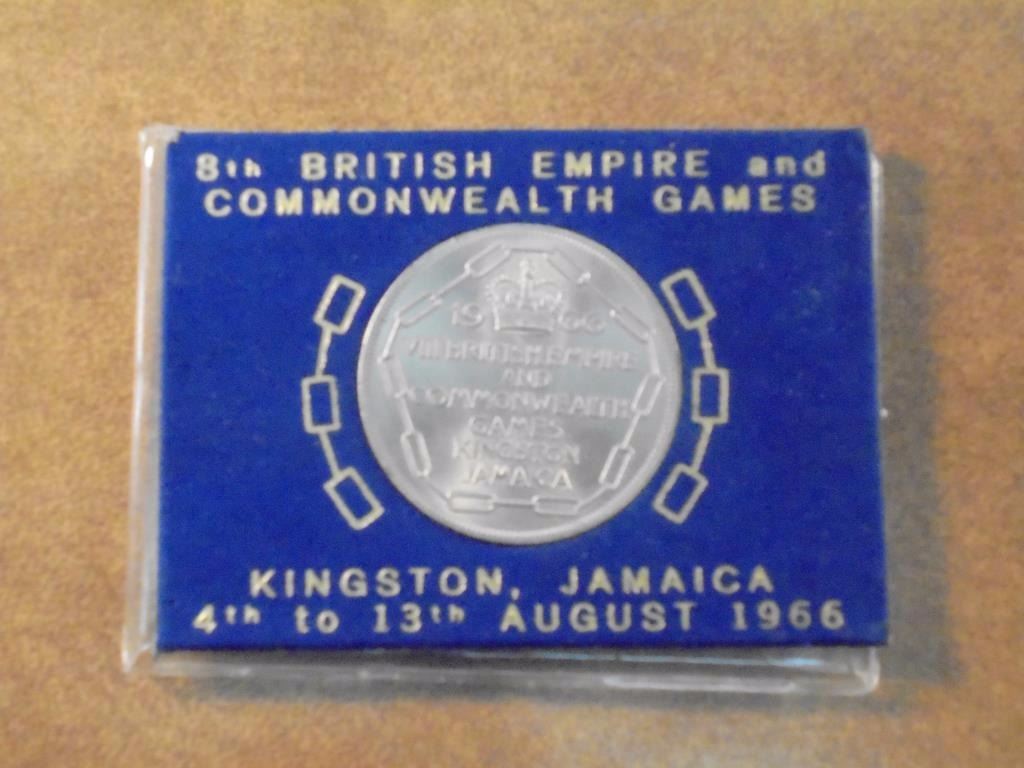 8th BRITISH EMPIRE and
COMMONWEALTH GAMES
19 66
VIII BRITISH EMPIRE
AND
COMMONWEALTH
GAMES
KINGSTON
JAMAICA
KINGSTON, JAMAICA
4th to 13th AUGUST 1966